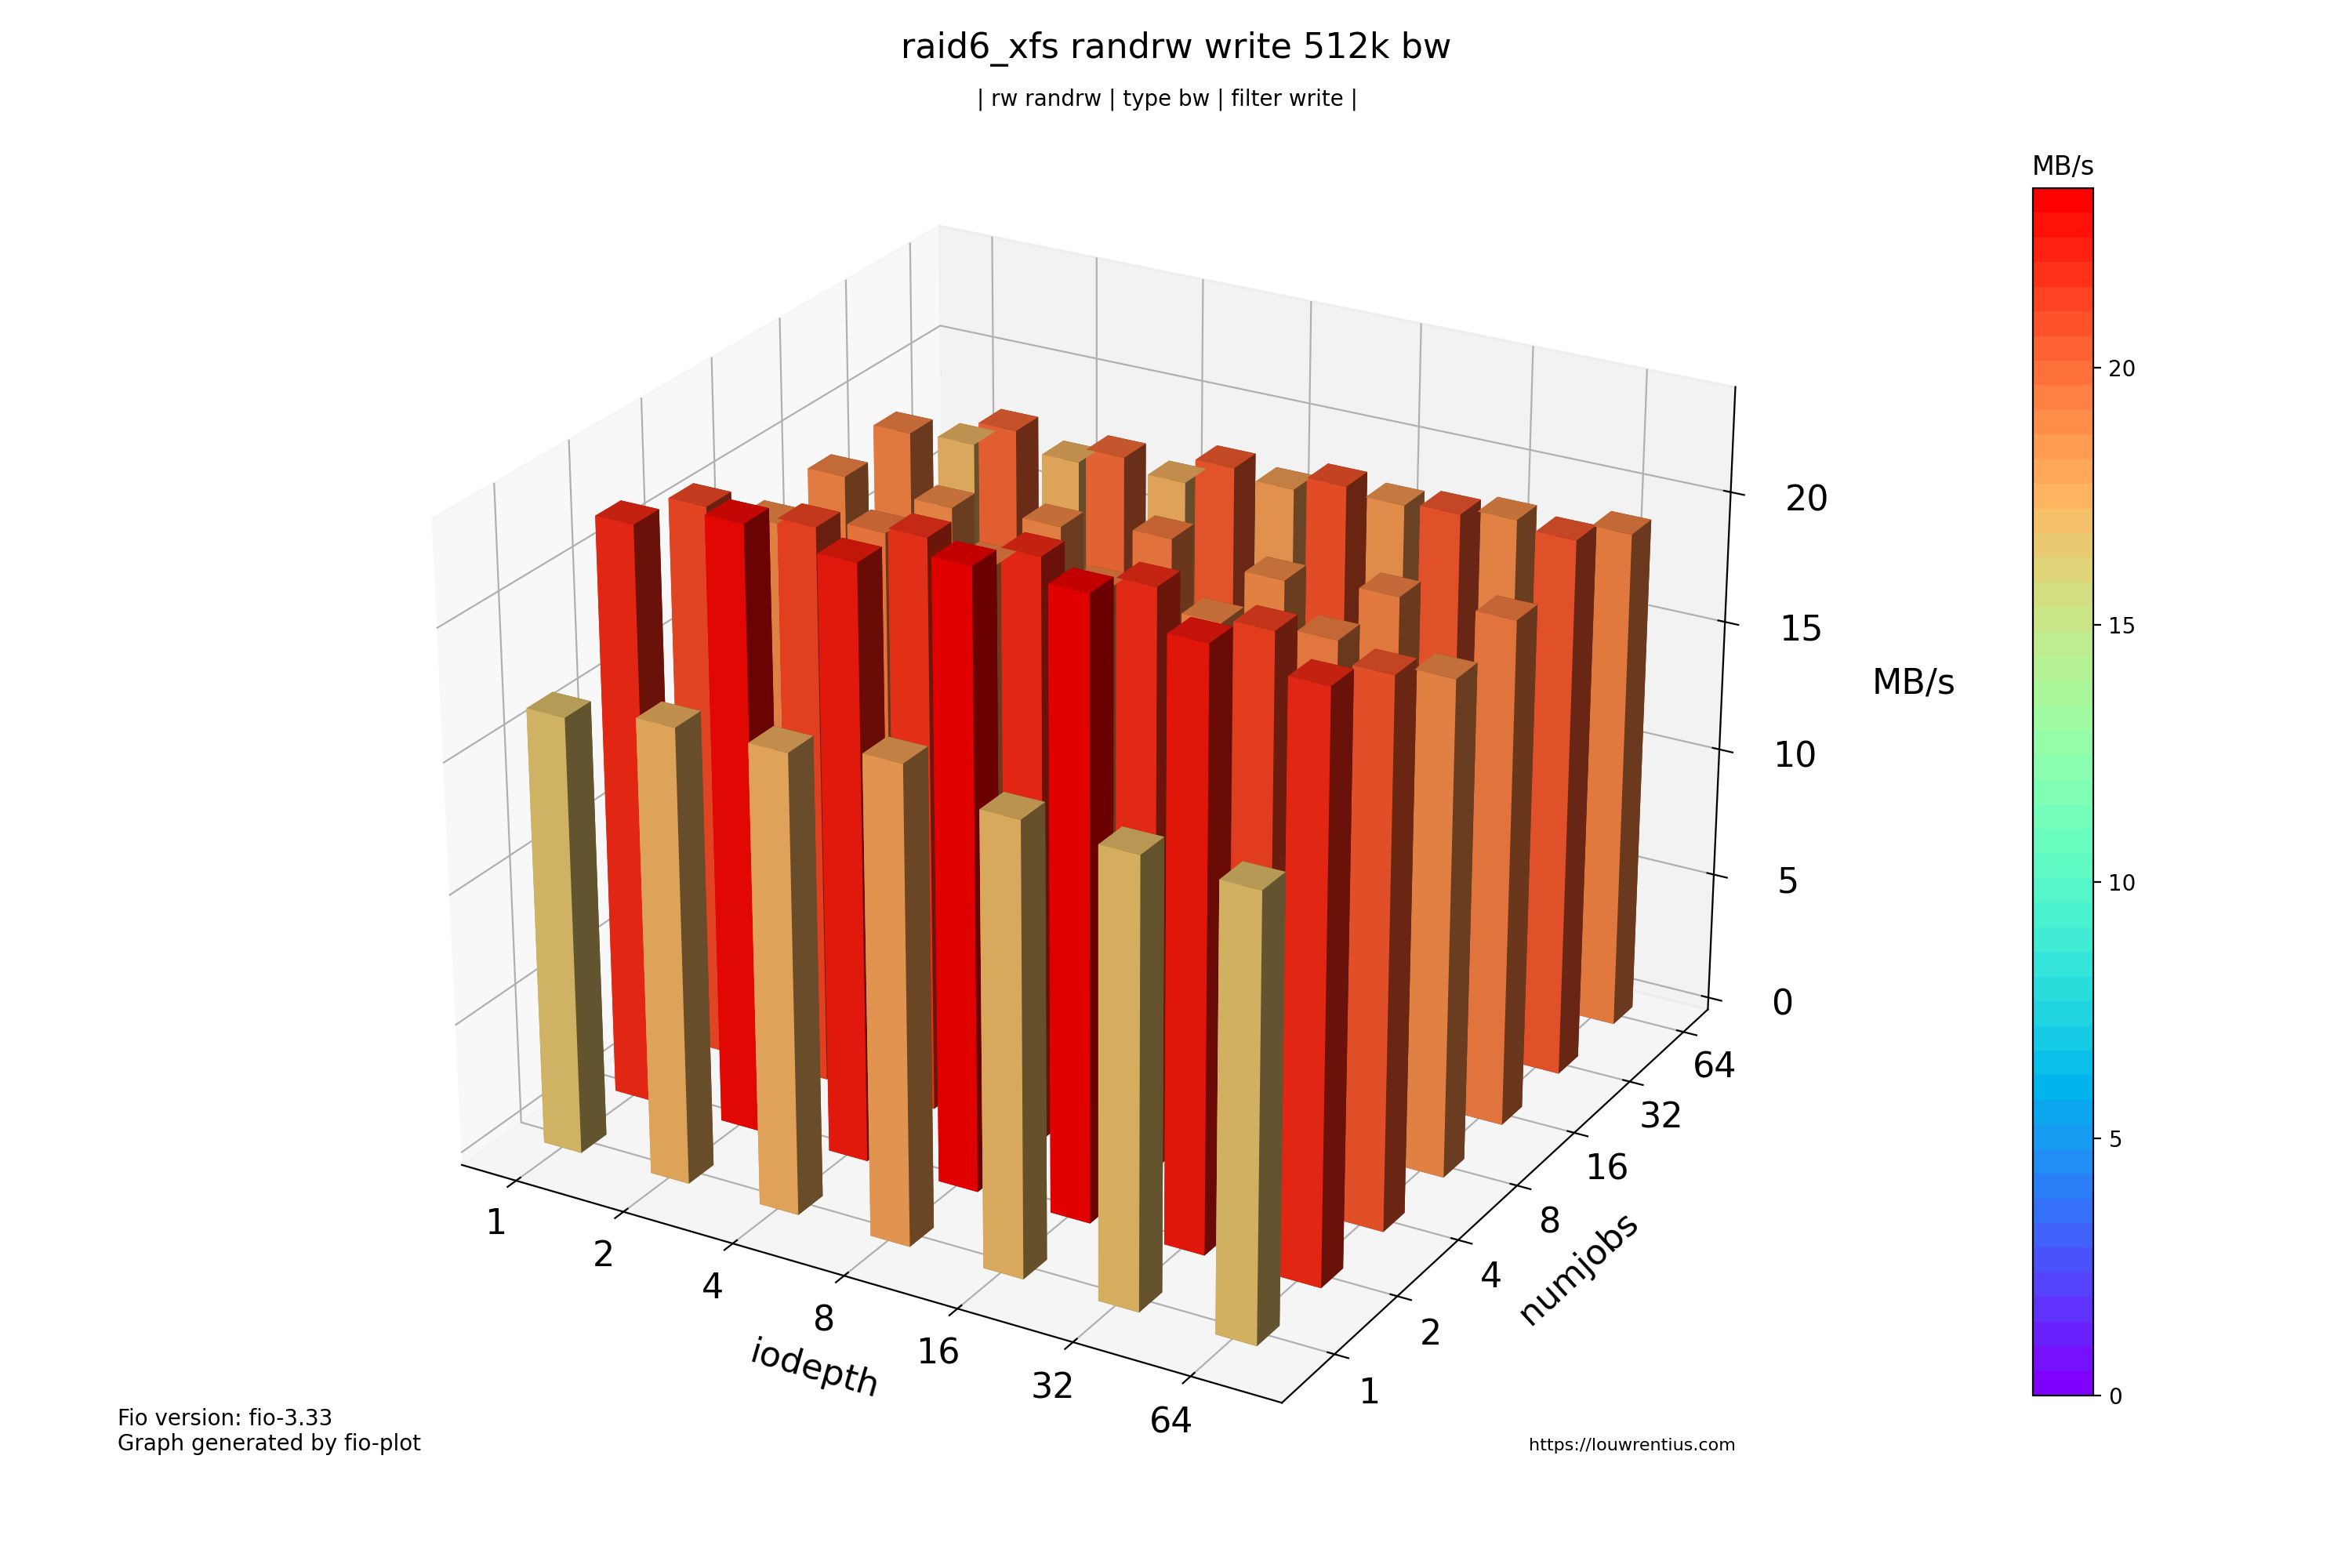 raid6_xfs randrw write 512k bw
| rw randrw | type bw | filter write |
MB/s
20
15
10
5
0
MB/s
20
15
10
5
0
64
32
16
8
4
2
1
numjobs
1
2
4
8
16
32
64
iodepth
Fio version: fio-3.33
Graph generated by fio-plot
https://louwrentius.com